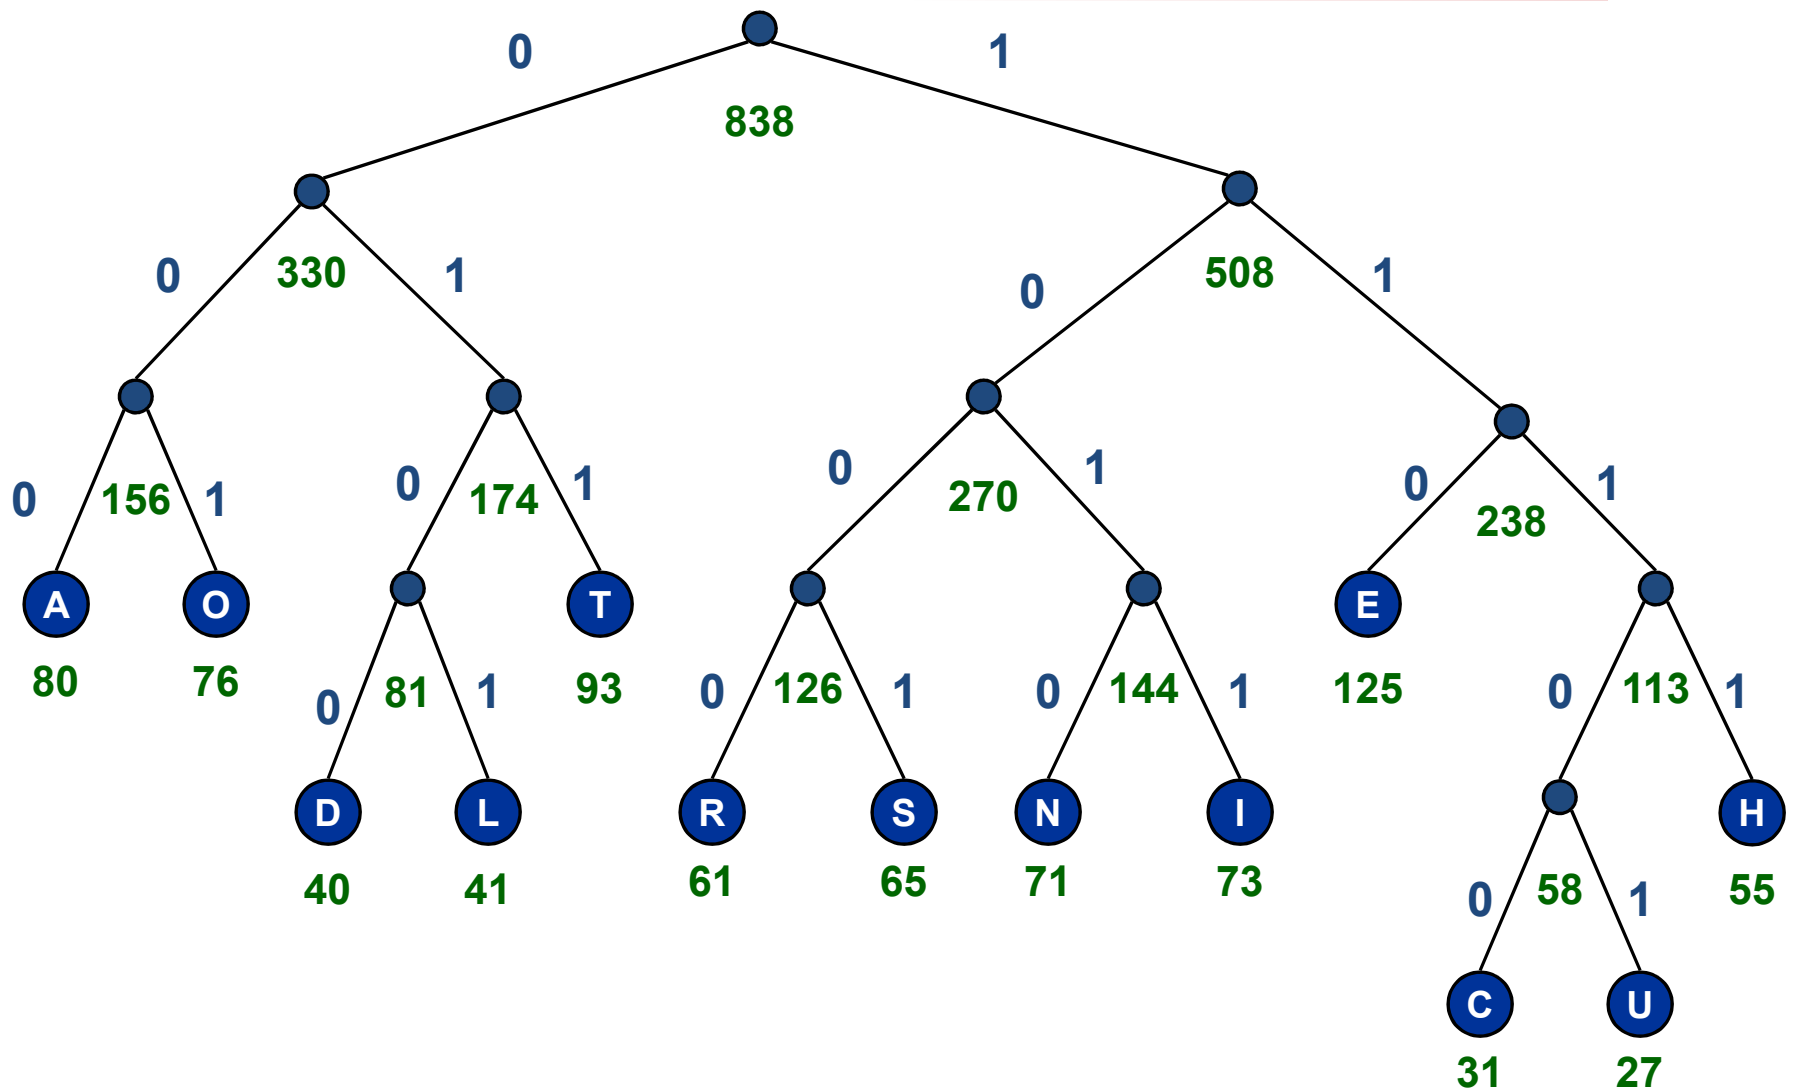 0 1
838
0 330 1 0 508 1
0 156 1 0 174 1 0 270 1 0 238 1
A O T E
80 76 0 81 1 93 0 126 1 0 144 1 125 0 113 1
D L R S N I H
40 41 61 65 71 73 0 58 1 55
C U
31 27